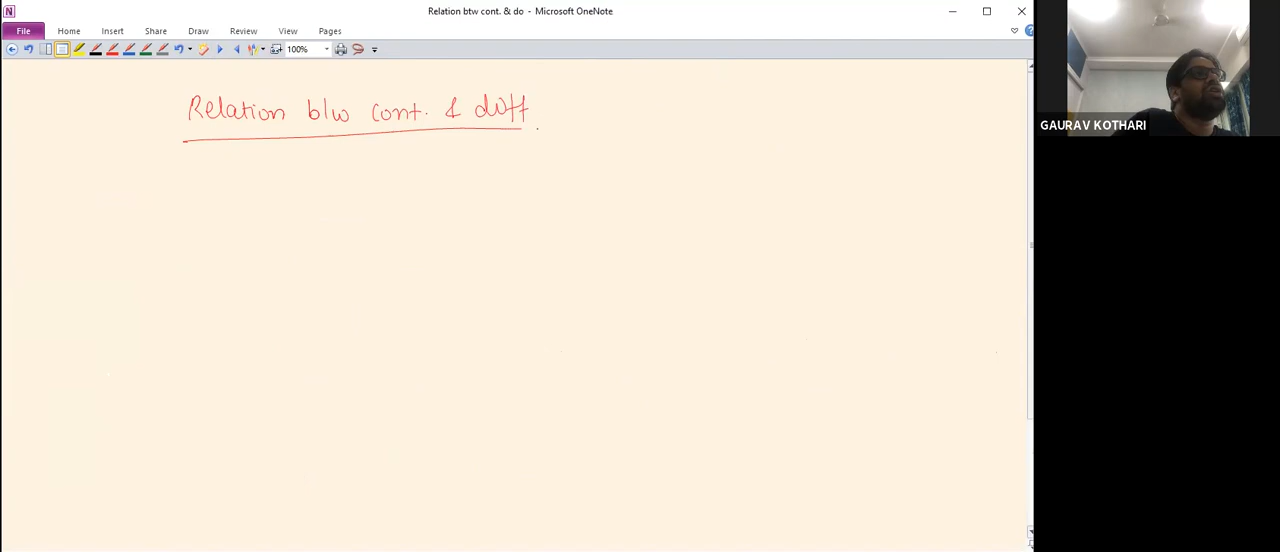 Relation btw cont. & do - Microsoft OneNote
File Home Insert Share Draw Review View Pages
100%
Relation b/w cont. & diff.
GAURAV KOTHARI